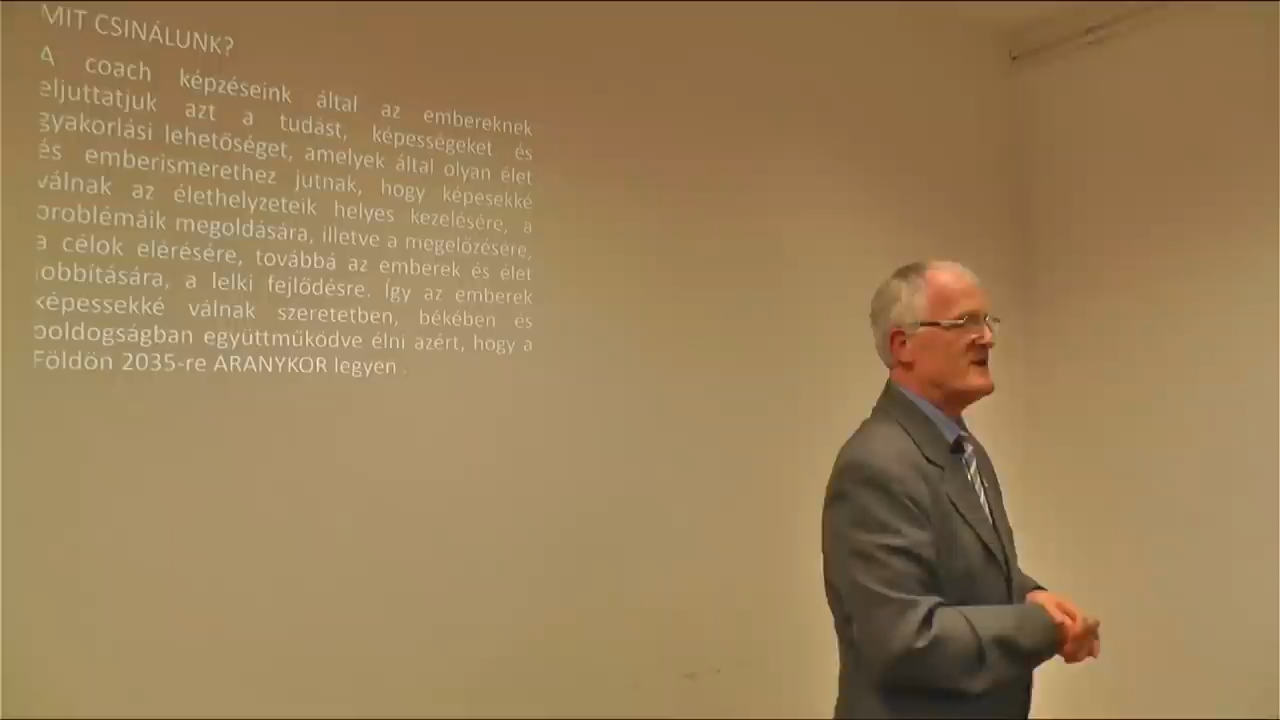 MIT CSINÁLUNK?
A coach képzéseink által az embereknek
eljuttatjuk azt a tudást, képességeket és
gyakorlási lehetőséget, amelyek által olyan élet
és emberismerethez jutnak, hogy képesekké
válnak az élethelyzeteik helyes kezelésére, a
problémáik megoldására, illetve a megelőzésére,
a célok elérésére, továbbá az emberek és élet
jobbítására, a lelki fejlődésre. Így az emberek
képessekké válnak szeretetben, békében és
boldogságban együttműködve élni azért, hogy a
Földön 2035-re ARANYKOR legyen .